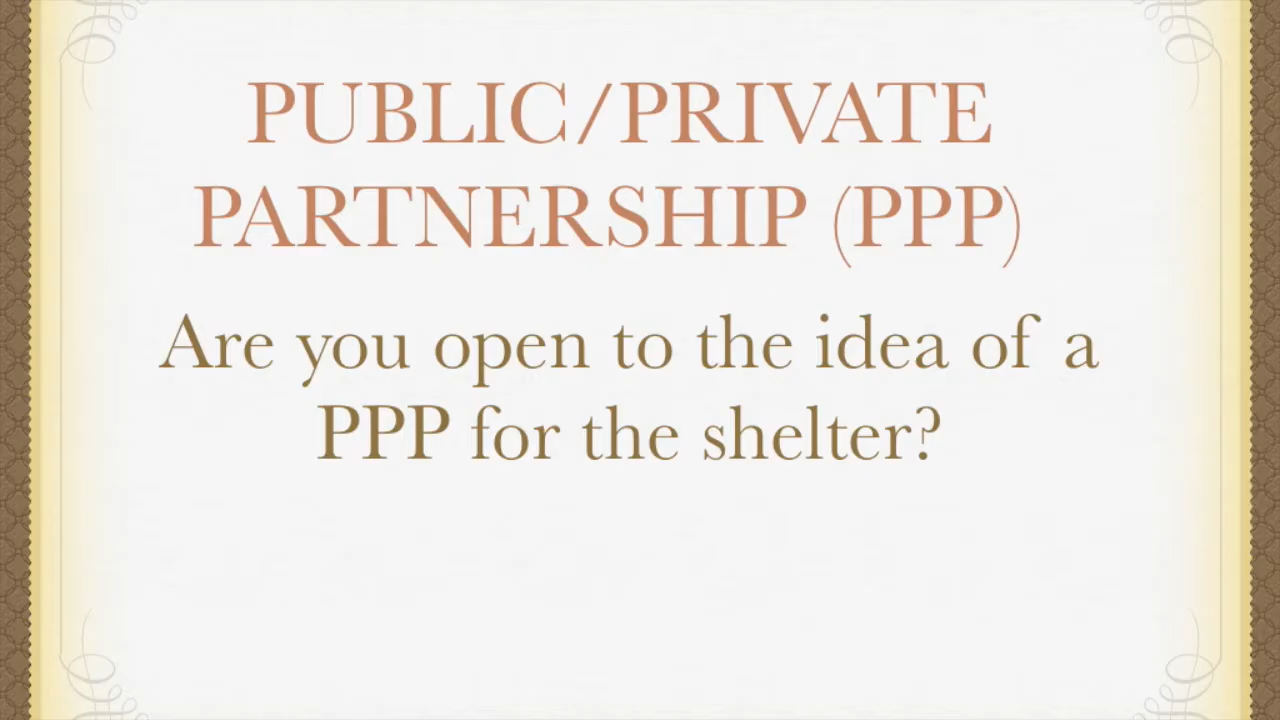 PUBLIC/PRIVATE
PARTNERSHIP (PPP)
Are you open to the idea of a
PPP for the shelter?